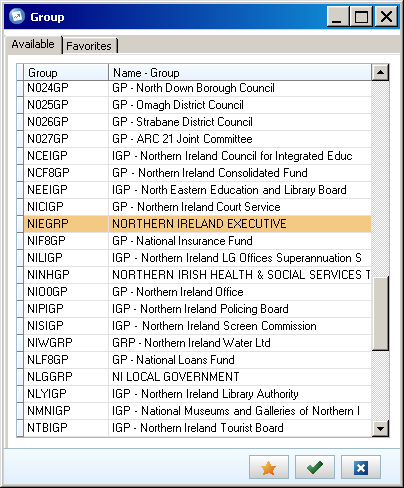 Group
Available Favorites
Group Name - Group
N024GP GP - North Down Borough Council
N025GP GP - Omagh District Council
N026GP GP - Strabane District Council
N027GP GP - ARC 21 Joint Committee
NCEIGP IGP - Northern Ireland Council for Integrated Educ
NCF8GP GP - Northern Ireland Consolidated Fund
NEEIGP IGP - North Eastern Education and Library Board
NICIGP GP - Northern Ireland Court Service
NIEGRP NORTHERN IRELAND EXECUTIVE
NIF8GP GP - National Insurance Fund
NILIGP IGP - Northern Ireland LG Offices Superannuation S
NINHGP NORTHERN IRISH HEALTH & SOCIAL SERVICES T
NIO0GP GP - Northern Ireland Office
NIPIGP IGP - Northern Ireland Policing Board
NISIGP IGP - Northern Ireland Screen Commission
NIWGRP GRP - Northern Ireland Water Ltd
NLF8GP GP - National Loans Fund
NLGGRP NI LOCAL GOVERNMENT
NLYIGP IGP - Northern Ireland Library Authority
NMNIGP IGP - National Museums and Galleries of Northern I
NTBIGP IGP - Northern Ireland Tourist Board